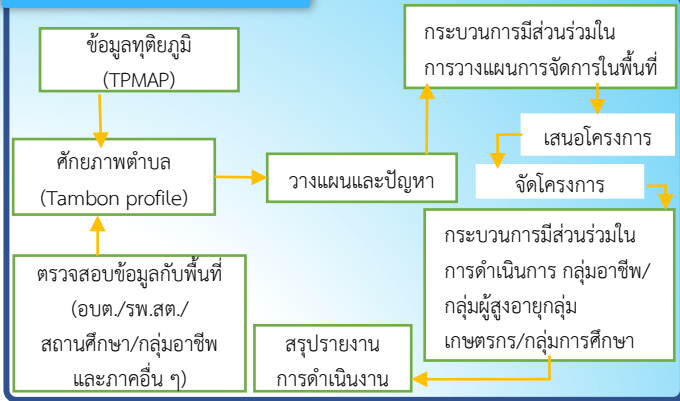 ข้อมูลทุติยภูมิ
(TPMAP)
ศักยภาพตำบล
(Tambon profile)
ตรวจสอบข้อมูลกับพื้นที่
(อบต./รพ.สต./
สถานศึกษา/กลุ่มอาชีพ
และภาคอื่น ๆ)
วางแผนและปัญหา
กระบวนการมีส่วนร่วมใน
การวางแผนการจัดการในพื้นที่
เสนอโครงการ
จัดโครงการ
กระบวนการมีส่วนร่วมใน
การดำเนินการ กลุ่มอาชีพ/
กลุ่มผู้สูงอายุกลุ่ม
เกษตรกร/กลุ่มการศึกษา
สรุปรายงาน
การดำเนินงาน